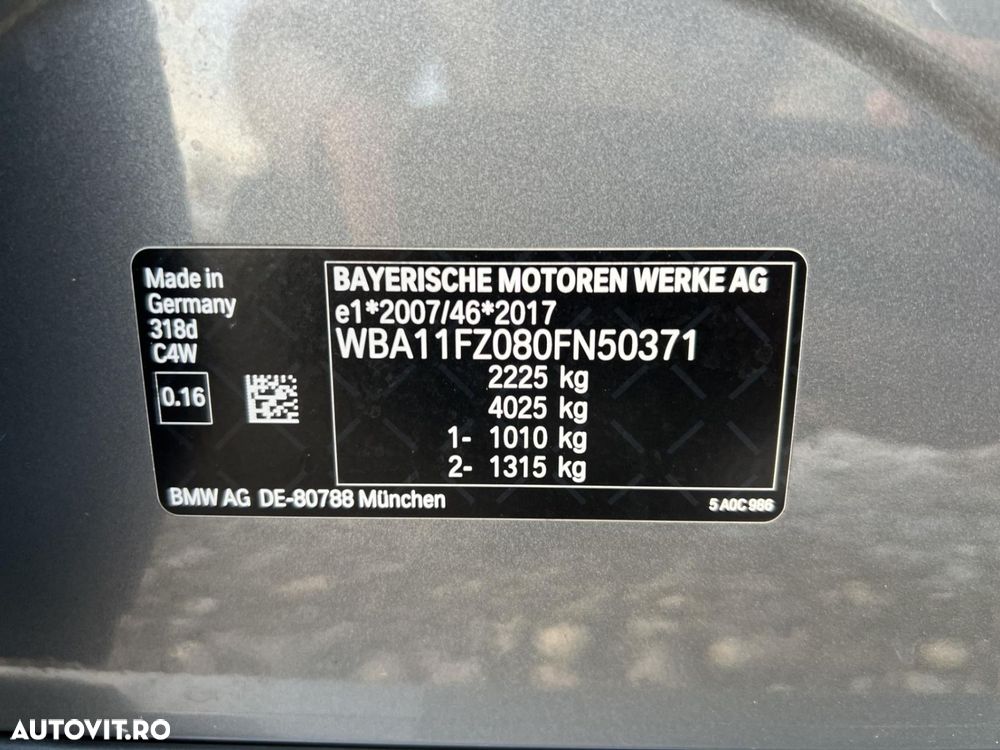 Made in
Germany
318d
C4W
0.16
BAYERISCHE MOTOREN WERKE AG
e1*2007/46*2017
WBA11FZ080FN50371
2225 kg
4025 kg
1- 1010 kg
2- 1315 kg
BMW AG DE-80788 München
5 A0C 986
AUTOVIT.RO